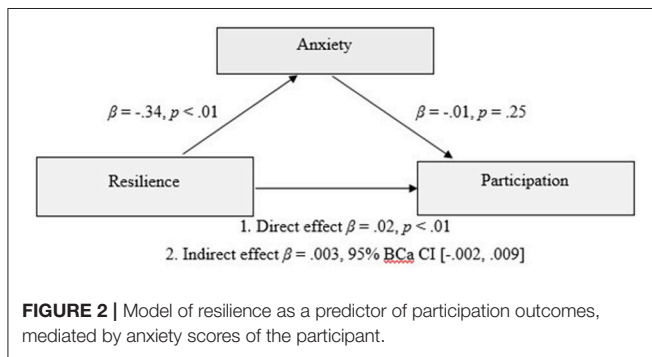 Anxiety
β = -.34, p < .01
β = -.01, p = .25
Resilience
Participation
1. Direct effect β = .02, p < .01
2. Indirect effect β = .003, 95% BCa CI [-.002, .009]
FIGURE 2 | Model of resilience as a predictor of participation outcomes,
mediated by anxiety scores of the participant.